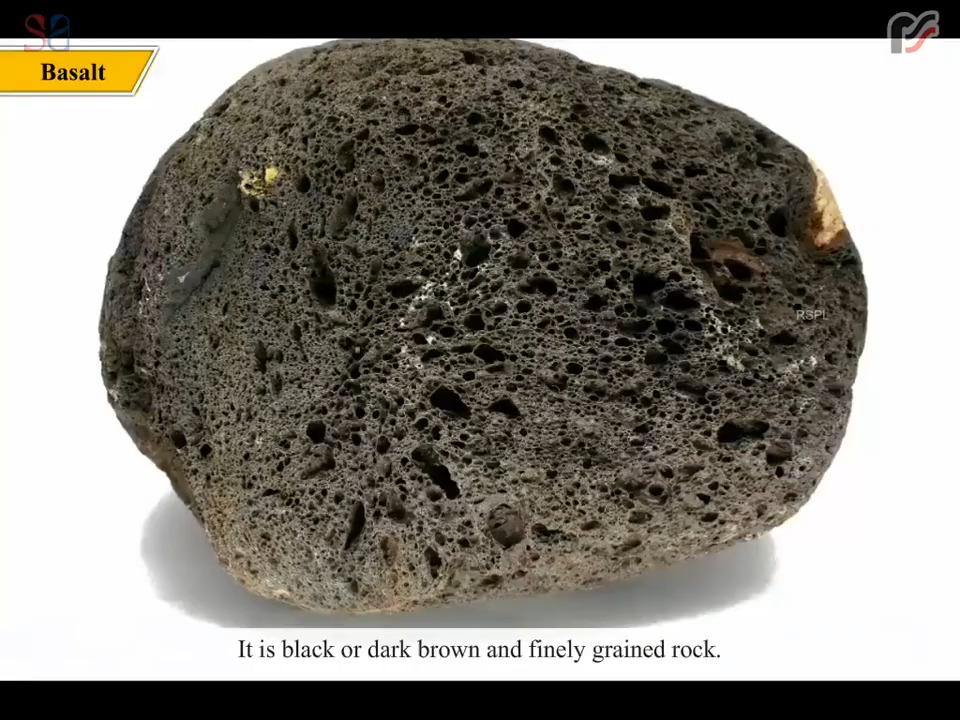 Basalt
RSPL
It is black or dark brown and finely grained rock.